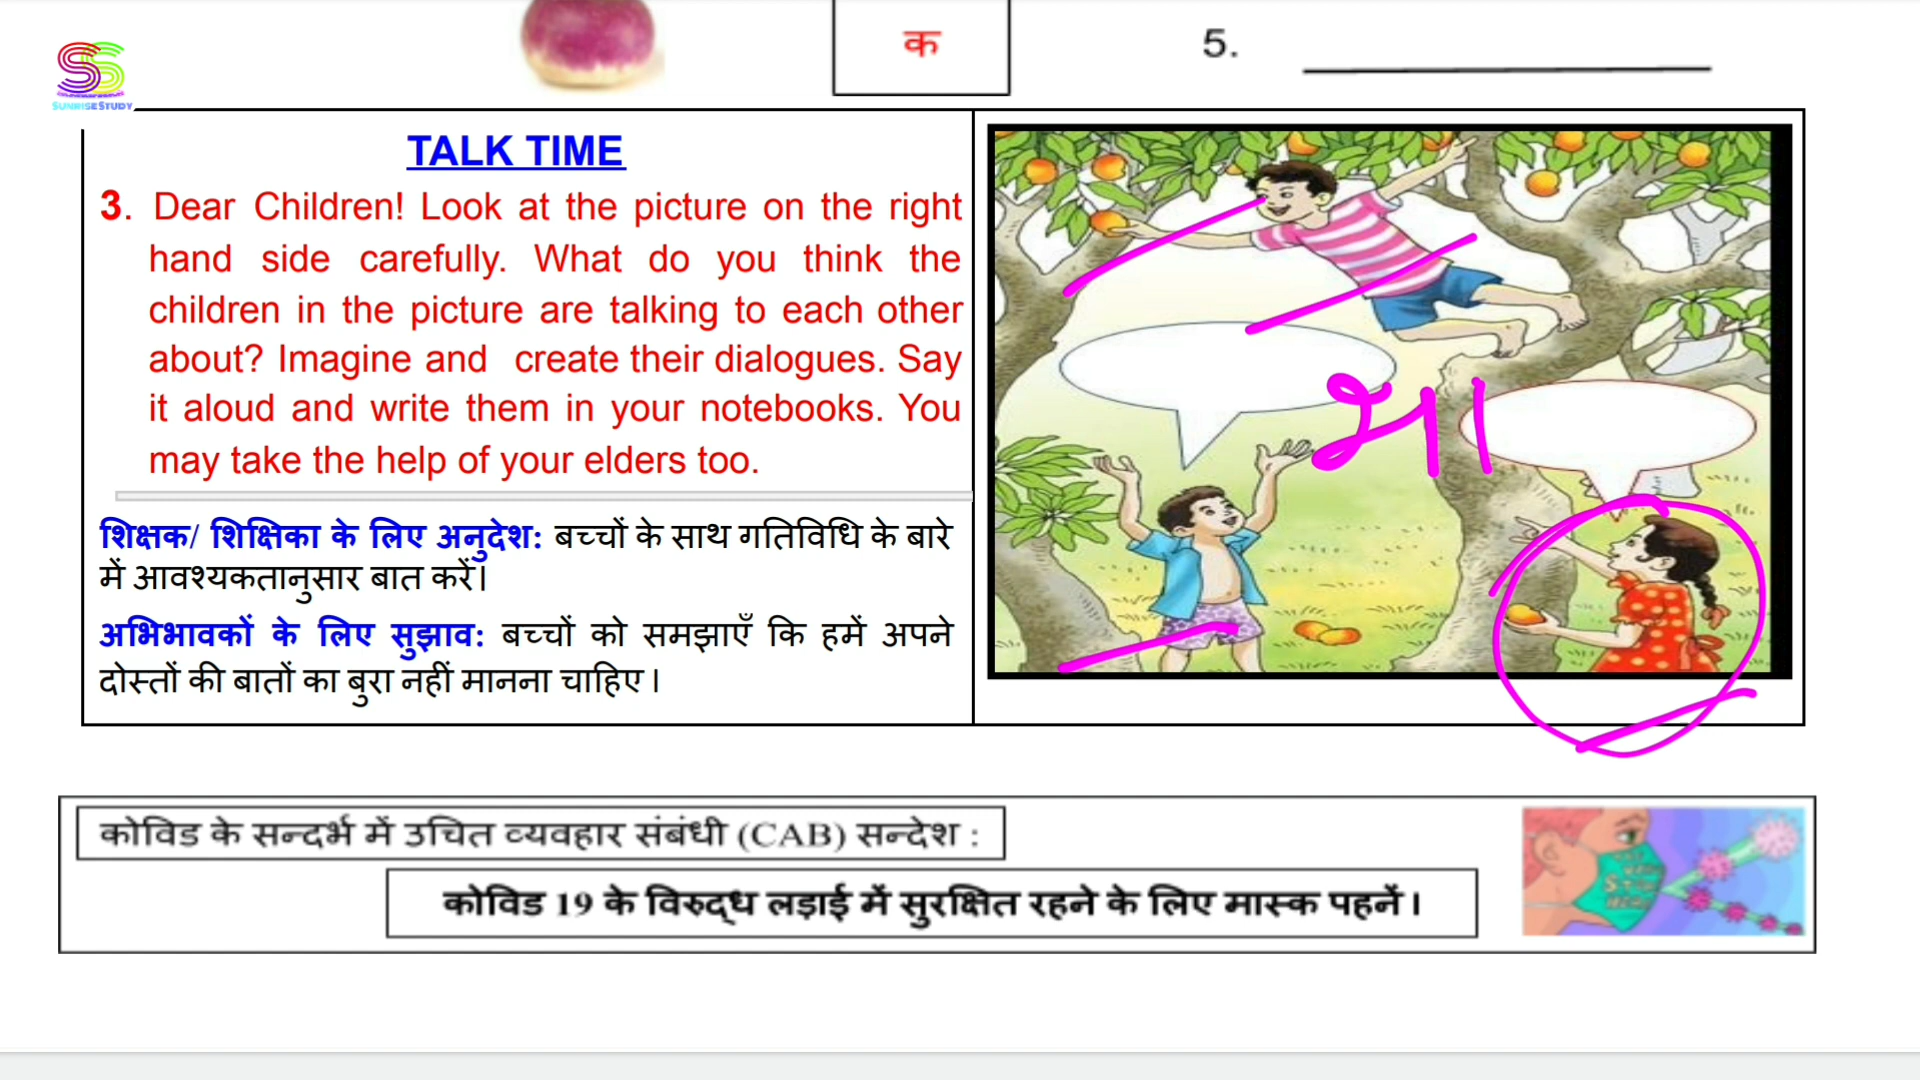 क
5.
SS
SUNRISE STUDY
TALK TIME
3. Dear Children! Look at the picture on the right
hand side carefully. What do you think the
children in the picture are talking to each other
about? Imagine and create their dialogues. Say
it aloud and write them in your notebooks. You
may take the help of your elders too.
शिक्षक/ शिक्षिका के लिए अनुदेश: बच्चों के साथ गतिविधि के बारे
में आवश्यकतानुसार बात करें।
अभिभावकों के लिए सुझाव: बच्चों को समझाएँ कि हमें अपने
दोस्तों की बातों का बुरा नहीं मानना चाहिए ।
कोविड के सन्दर्भ में उचित व्यवहार संबंधी (CAB) सन्देश :
कोविड 19 के विरुद्ध लड़ाई में सुरक्षित रहने के लिए मास्क पहनें ।